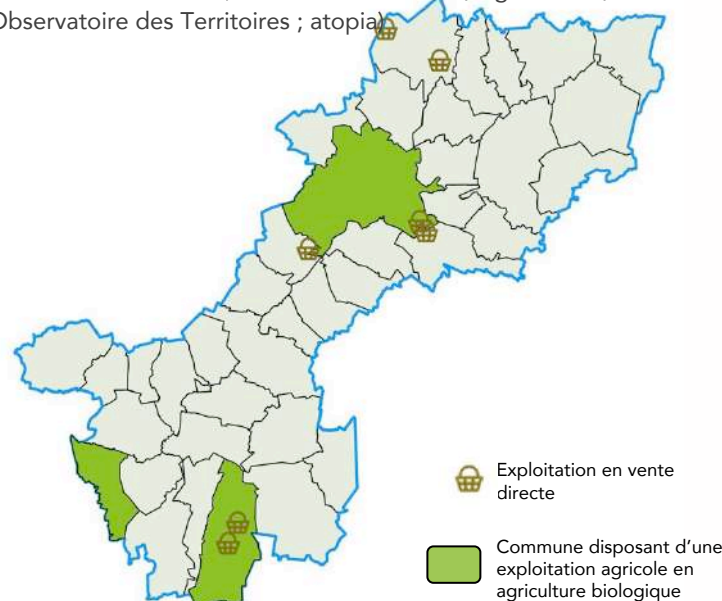 Observatoire des Territoires ; atopia)
Exploitation en vente
directe
Commune disposant d'une
exploitation agricole en
agriculture biologique